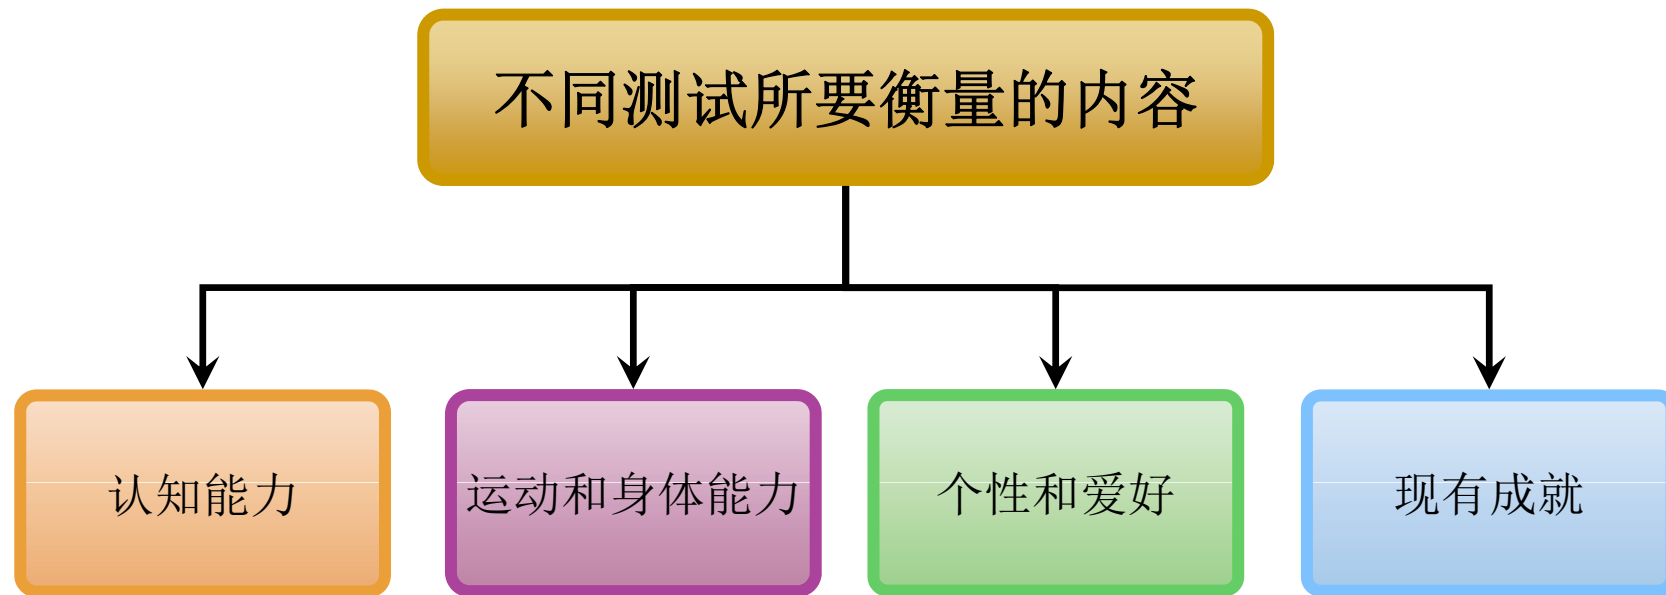 不同测试所要衡量的内容
认知能力
运动和身体能力
个性和爱好
现有成就